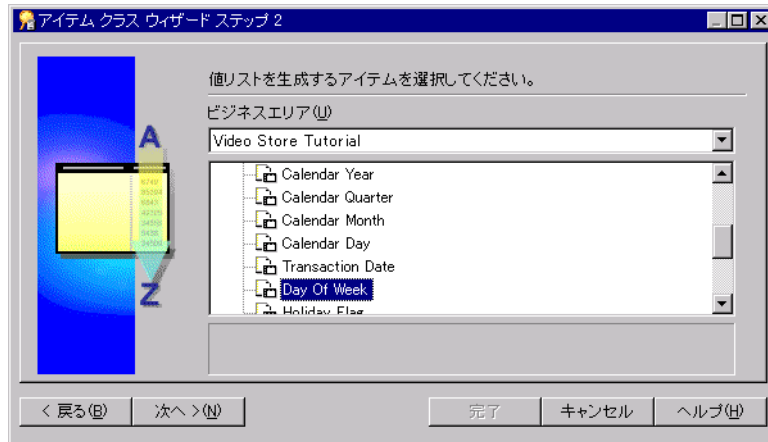 アイテム クラス ウィザード ステップ 2
値リストを生成するアイテムを選択してください。
ビジネスエリア(U)
Video Store Tutorial
Calendar Year
Calendar Quarter
Calendar Month
Calendar Day
Transaction Date
Day Of Week
Holiday Flag
A
Z
< 戻る(B)
次へ >(N)
完了
キャンセル
ヘルプ(H)